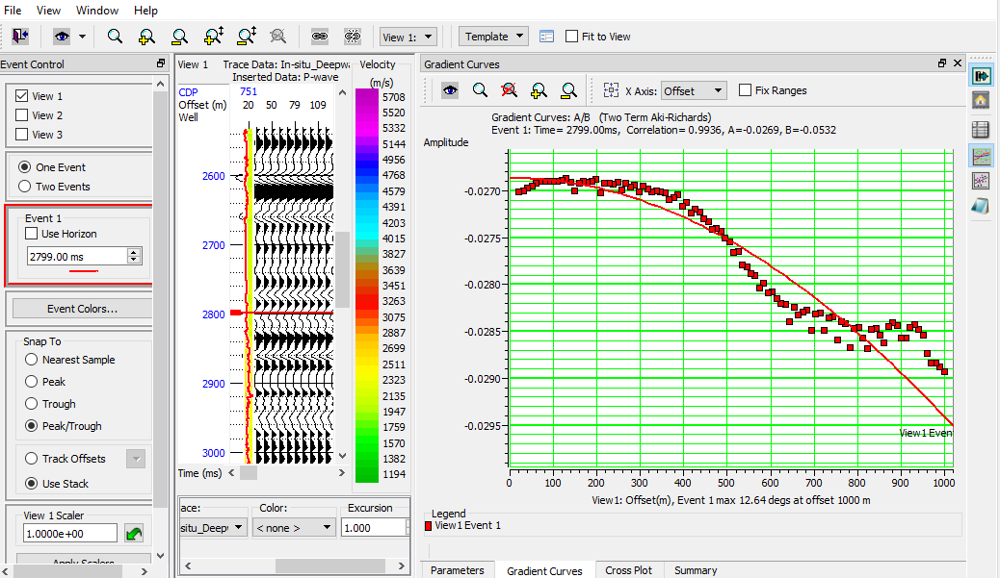 File View Window Help
View 1: Template Fit to View
Event Control
View 1
View 2
View 3
One Event
Two Events
Event 1
Use Horizon
2799.00 ms
Event Colors...
Snap To
Nearest Sample
Peak
Trough
Peak/Trough
Track Offsets
Use Stack
View 1 Scaler
1.0000e+00
Apply Scalers
View 1 Trace Data: In-situ_Deepwa
Inserted Data: P-wave
CDP 751
Offset (m) 20 50 79 109
Well
2600
2700
2800
2900
3000
Time (ms)
ace: Color: Excursion
situ_Deepw < none > 1.000
Velocity
(m/s)
5708
5520
5332
5144
4956
4768
4579
4391
4203
4015
3827
3639
3451
3263
3075
2887
2699
2511
2323
2135
1947
1759
1570
1382
1194
Gradient Curves
X Axis: Offset Fix Ranges
Gradient Curves: A/B (Two Term Aki-Richards)
Event 1: Time= 2799.00ms, Correlation= 0.9936, A=-0.0269, B=-0.0532
Amplitude
-0.0270
-0.0275
-0.0280
-0.0285
-0.0290
-0.0295
View1 Even
0 100 200 300 400 500 600 700 800 900 1000
View1: Offset(m), Event 1 max 12.64 degs at offset 1000 m
Legend
View1 Event 1
Parameters Gradient Curves Cross Plot Summary